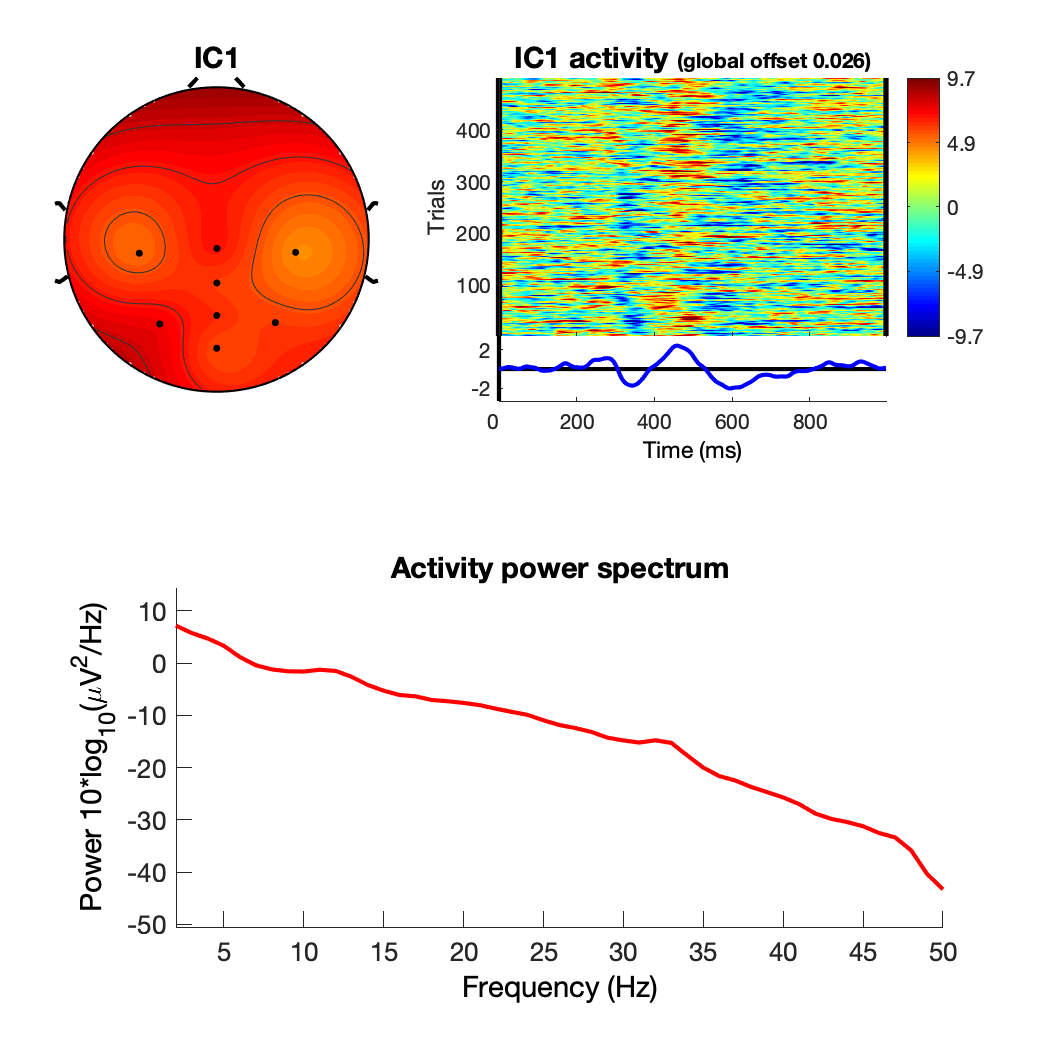 IC1
IC1 activity (global offset 0.026)
Trials
400
300
200
100
9.7
4.9
0
-4.9
-9.7
2
-2
0 200 400 600 800
Time (ms)
Activity power spectrum
Power 10*log10(μV2/Hz)
10
0
-10
-20
-30
-40
-50
5 10 15 20 25 30 35 40 45 50
Frequency (Hz)